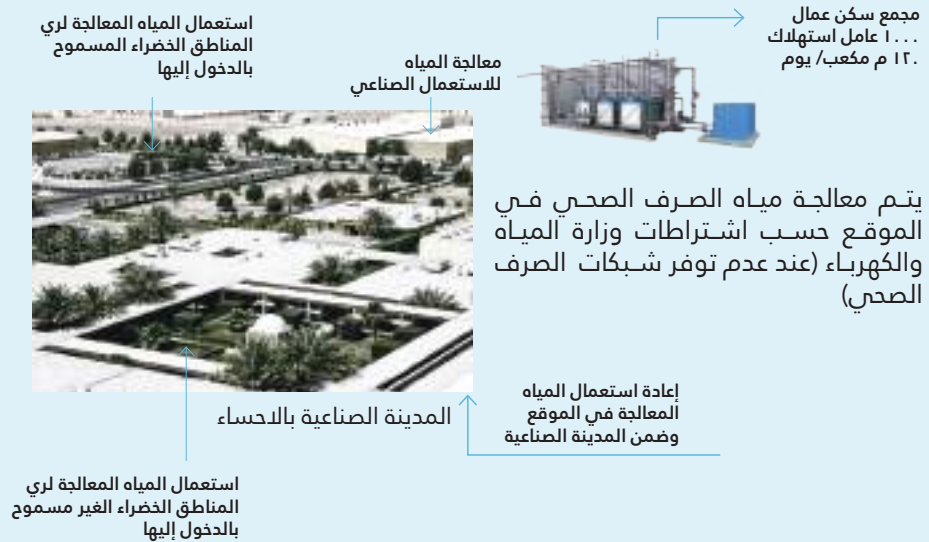 مجمع سكن عمال
١٠٠٠ عامل استهلاك
١٢٠ م مكعب/ يوم
استعمال المياه المعالجة لري
المناطق الخضراء المسموح
بالدخول إليها
معالجة المياه
للاستعمال الصناعي
يتم معالجة مياه الصرف الصحي في
الموقع حسب اشتراطات وزارة المياه
والكهرباء (عند عدم توفر شبكات الصرف
الصحي)
إعادة استعمال المياه
المعالجة في الموقع
وضمن المدينة الصناعية
المدينة الصناعية بالاحساء
استعمال المياه المعالجة لري
المناطق الخضراء الغير مسموح
بالدخول إليها